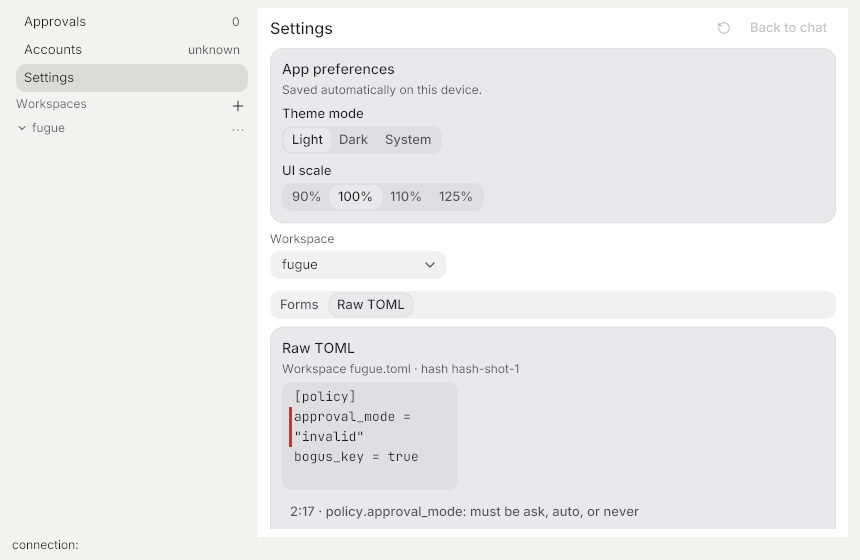 Approvals 0
Accounts unknown
Settings
Workspaces +
fugue ...
connection:
Settings Back to chat
App preferences
Saved automatically on this device.
Theme mode
Light Dark System
UI scale
90% 100% 110% 125%
Workspace
fugue
Forms Raw TOML
Raw TOML
Workspace fugue.toml · hash hash-shot-1
[policy]
approval_mode =
"invalid"
bogus_key = true
2:17 · policy.approval_mode: must be ask, auto, or never